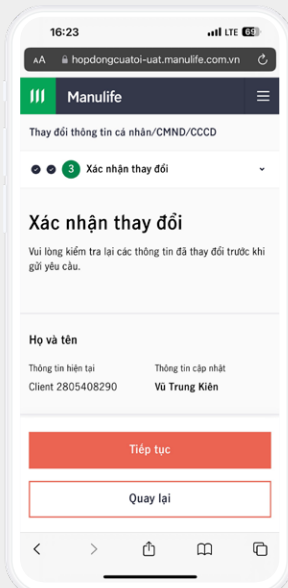 16:23
LTE 69
AA hopdongcuatoi-uat.manulife.com.vn
Manulife
Thay đổi thông tin cá nhân/CMND/CCCD
3 Xác nhận thay đổi
Xác nhận thay đổi
Vui lòng kiểm tra lại các thông tin đã thay đổi trước khi
gửi yêu cầu.
Họ và tên
Thông tin hiện tại Thông tin cập nhật
Client 2805408290 Vũ Trung Kiên
Tiếp tục
Quay lại